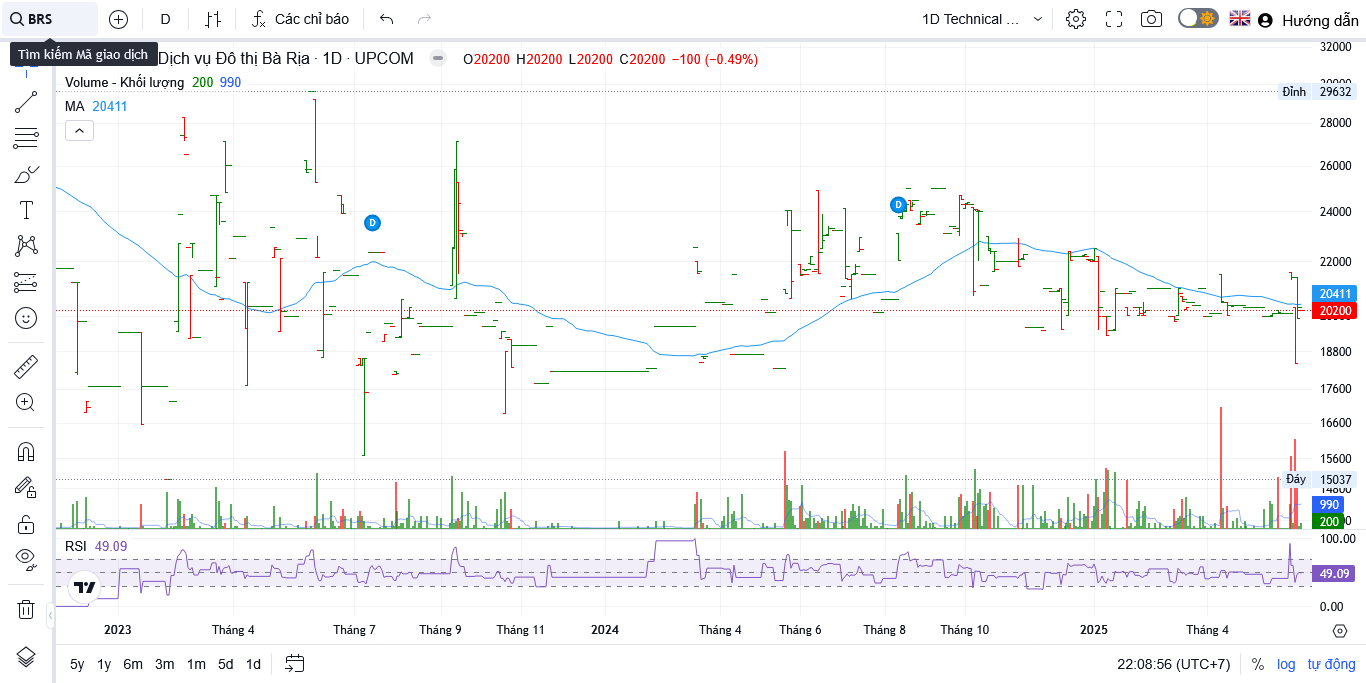 BRS
D
Các chỉ báo
1D Technical ...
Hướng dẫn
Tìm kiếm Mã giao dịch
Dịch vụ Đô thị Bà Rịa · 1D · UPCOM
O20200 H20200 L20200 C20200 −100 (−0.49%)
Volume - Khối lượng 200 990
MA 20411
32000
Đỉnh 29632
28000
26000
24000
22000
20411
20200
18800
17600
16600
15600
Đáy 15037
990
200
D
D
RSI 49.09
100.00
49.09
0.00
2023 Tháng 4 Tháng 7 Tháng 9 Tháng 11 2024 Tháng 4 Tháng 6 Tháng 8 Tháng 10 2025 Tháng 4
5y 1y 6m 3m 1m 5d 1d
22:08:56 (UTC+7) % log tự động